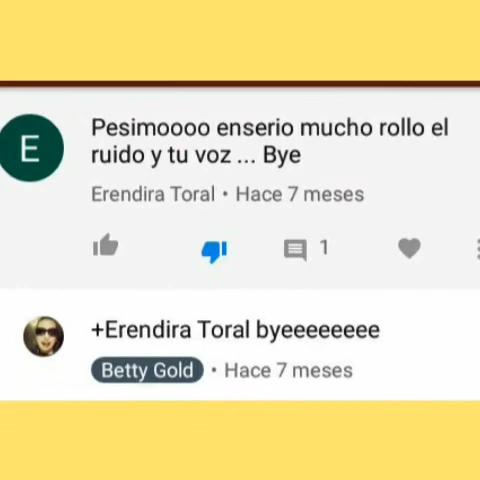 E
Pesimoooo enserio mucho rollo el
ruido y tu voz ... Bye
Erendira Toral • Hace 7 meses
1
+Erendira Toral byeeeeeeee
Betty Gold • Hace 7 meses